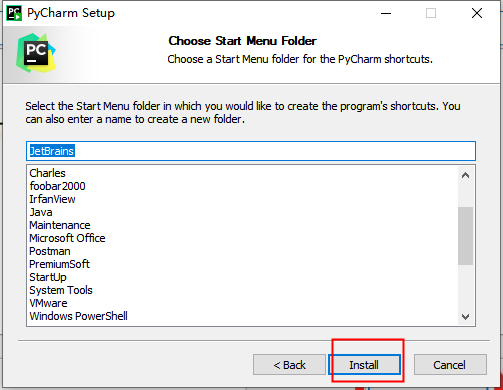 PC
PyCharm Setup
PC
Choose Start Menu Folder
Choose a Start Menu folder for the PyCharm shortcuts.
Select the Start Menu folder in which you would like to create the program's shortcuts. You
can also enter a name to create a new folder.
JetBrains
Charles
foobar2000
IrfanView
Java
Maintenance
Microsoft Office
Postman
PremiumSoft
StartUp
System Tools
VMware
Windows PowerShell
< Back
Install
Cancel